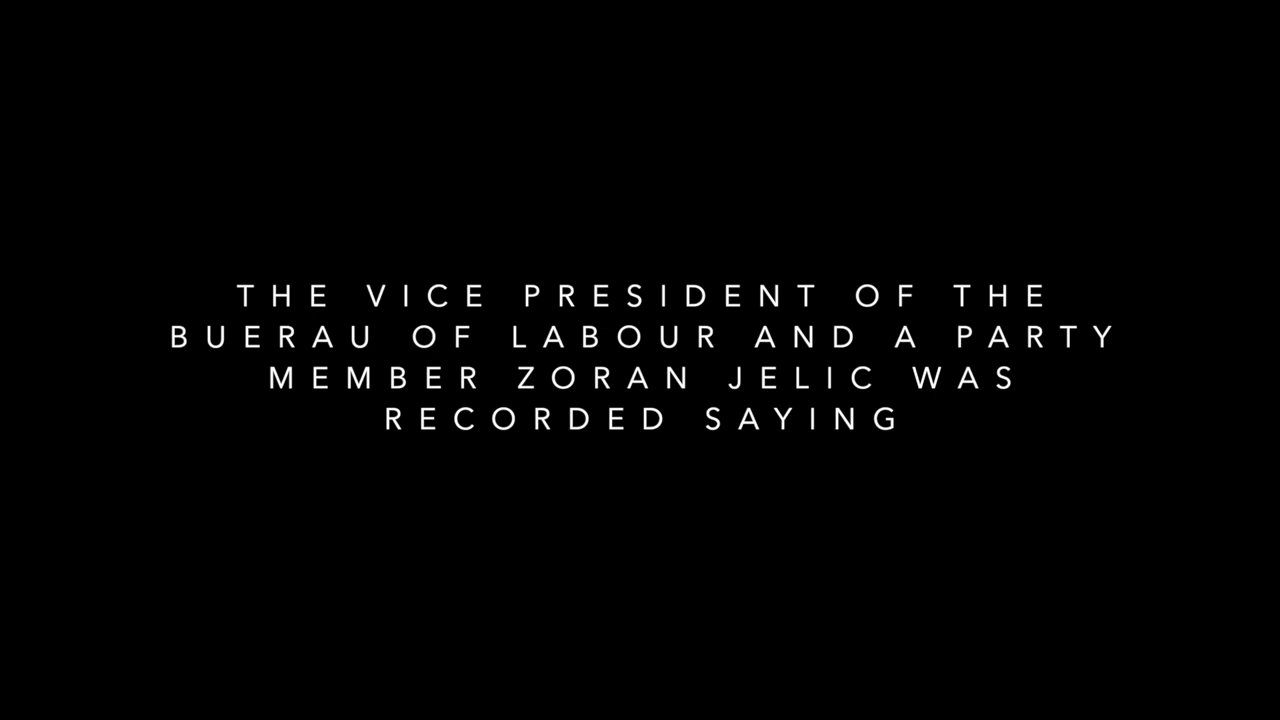 THE VICE PRESIDENT OF THE
BUERAU OF LABOUR AND A PARTY
MEMBER ZORAN JELIC WAS
RECORDED SAYING